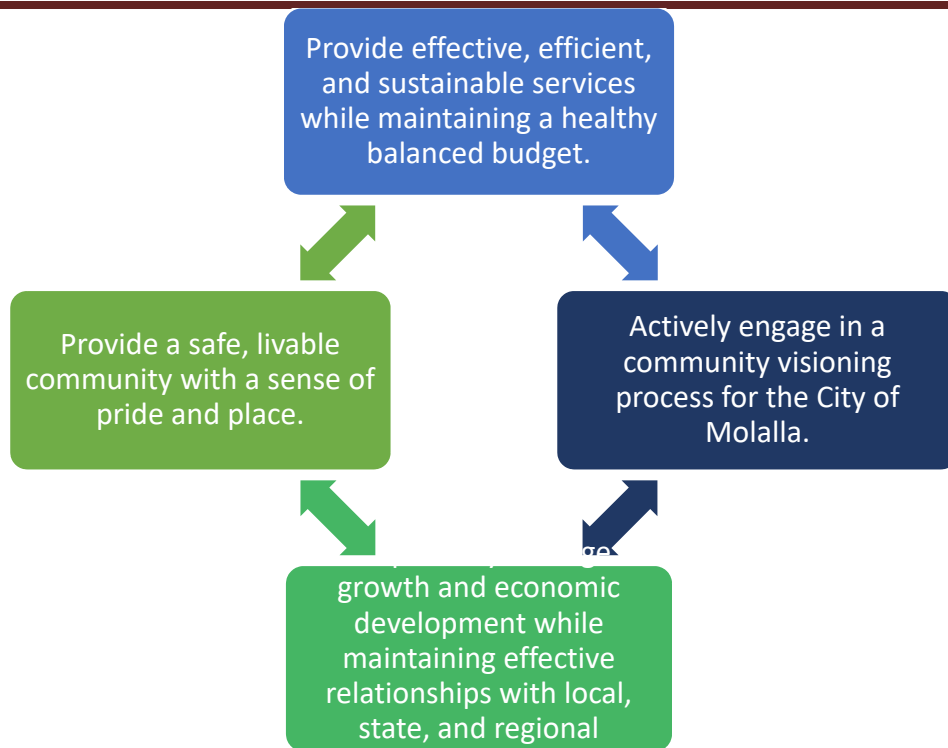 Provide effective, efficient,
and sustainable services
while maintaining a healthy
balanced budget.
Provide a safe, livable
community with a sense of
pride and place.
Actively engage in a
community visioning
process for the City of
Molalla.
growth and economic
development while
maintaining effective
relationships with local,
state, and regional